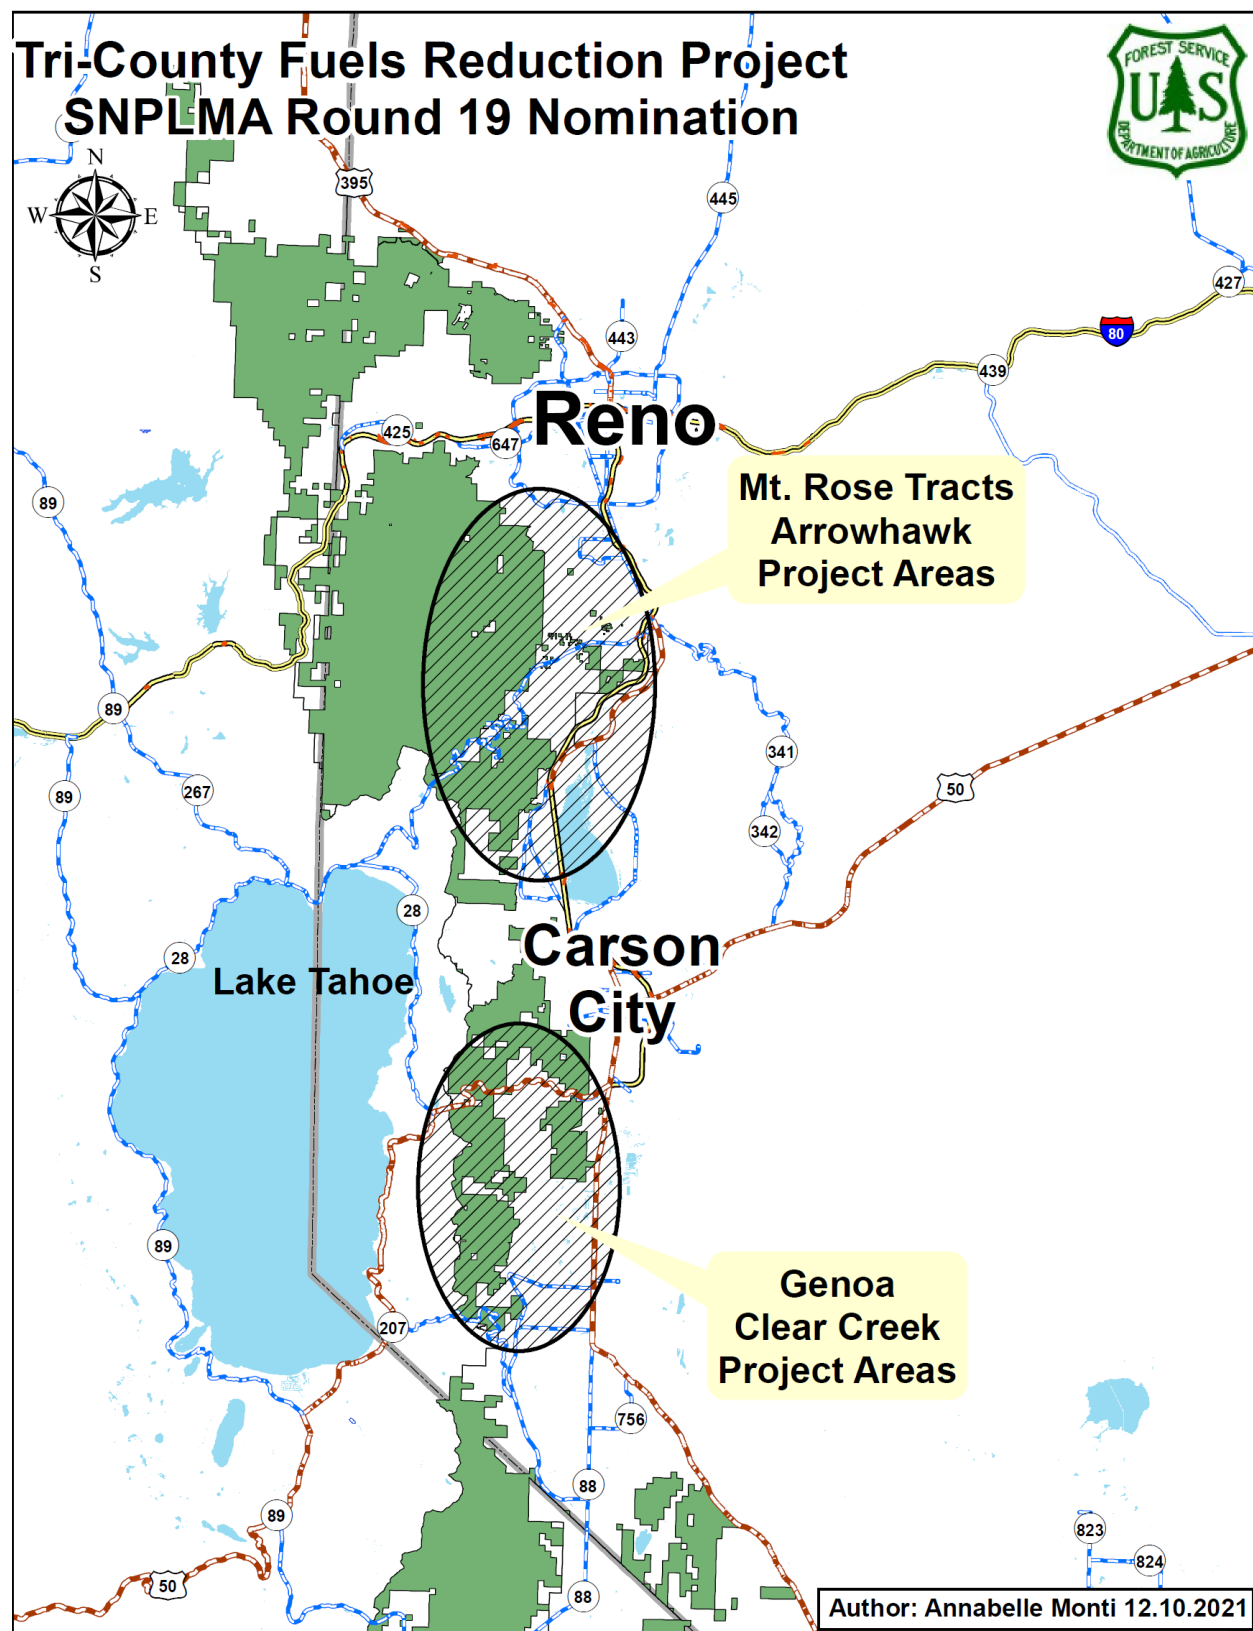 Tri-County Fuels Reduction Project
SNPLMA Round 19 Nomination
FOREST SERVICE
U S
DEPARTMENT OF AGRICULTURE
N
W E
S
395
445
427
80
443
439
425
647
Reno
89
Mt. Rose Tracts
Arrowhawk
Project Areas
89
267
89
341
50
342
28
28
Carson
City
Lake Tahoe
89
207
Genoa
Clear Creek
Project Areas
756
88
89
823
824
50
88
Author: Annabelle Monti 12.10.2021